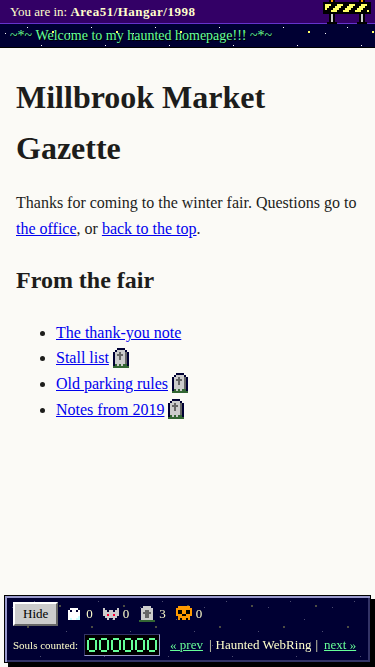 You are in: Area51/Hangar/1998
~*~ Welcome to my haunted homepage!!! ~*~
Millbrook Market
Gazette
Thanks for coming to the winter fair. Questions go to
the office, or back to the top.
From the fair
The thank-you note
Stall list
Old parking rules
Notes from 2019
Hide 0 0 3 0
Souls counted: 000000 « prev | Haunted WebRing | next »